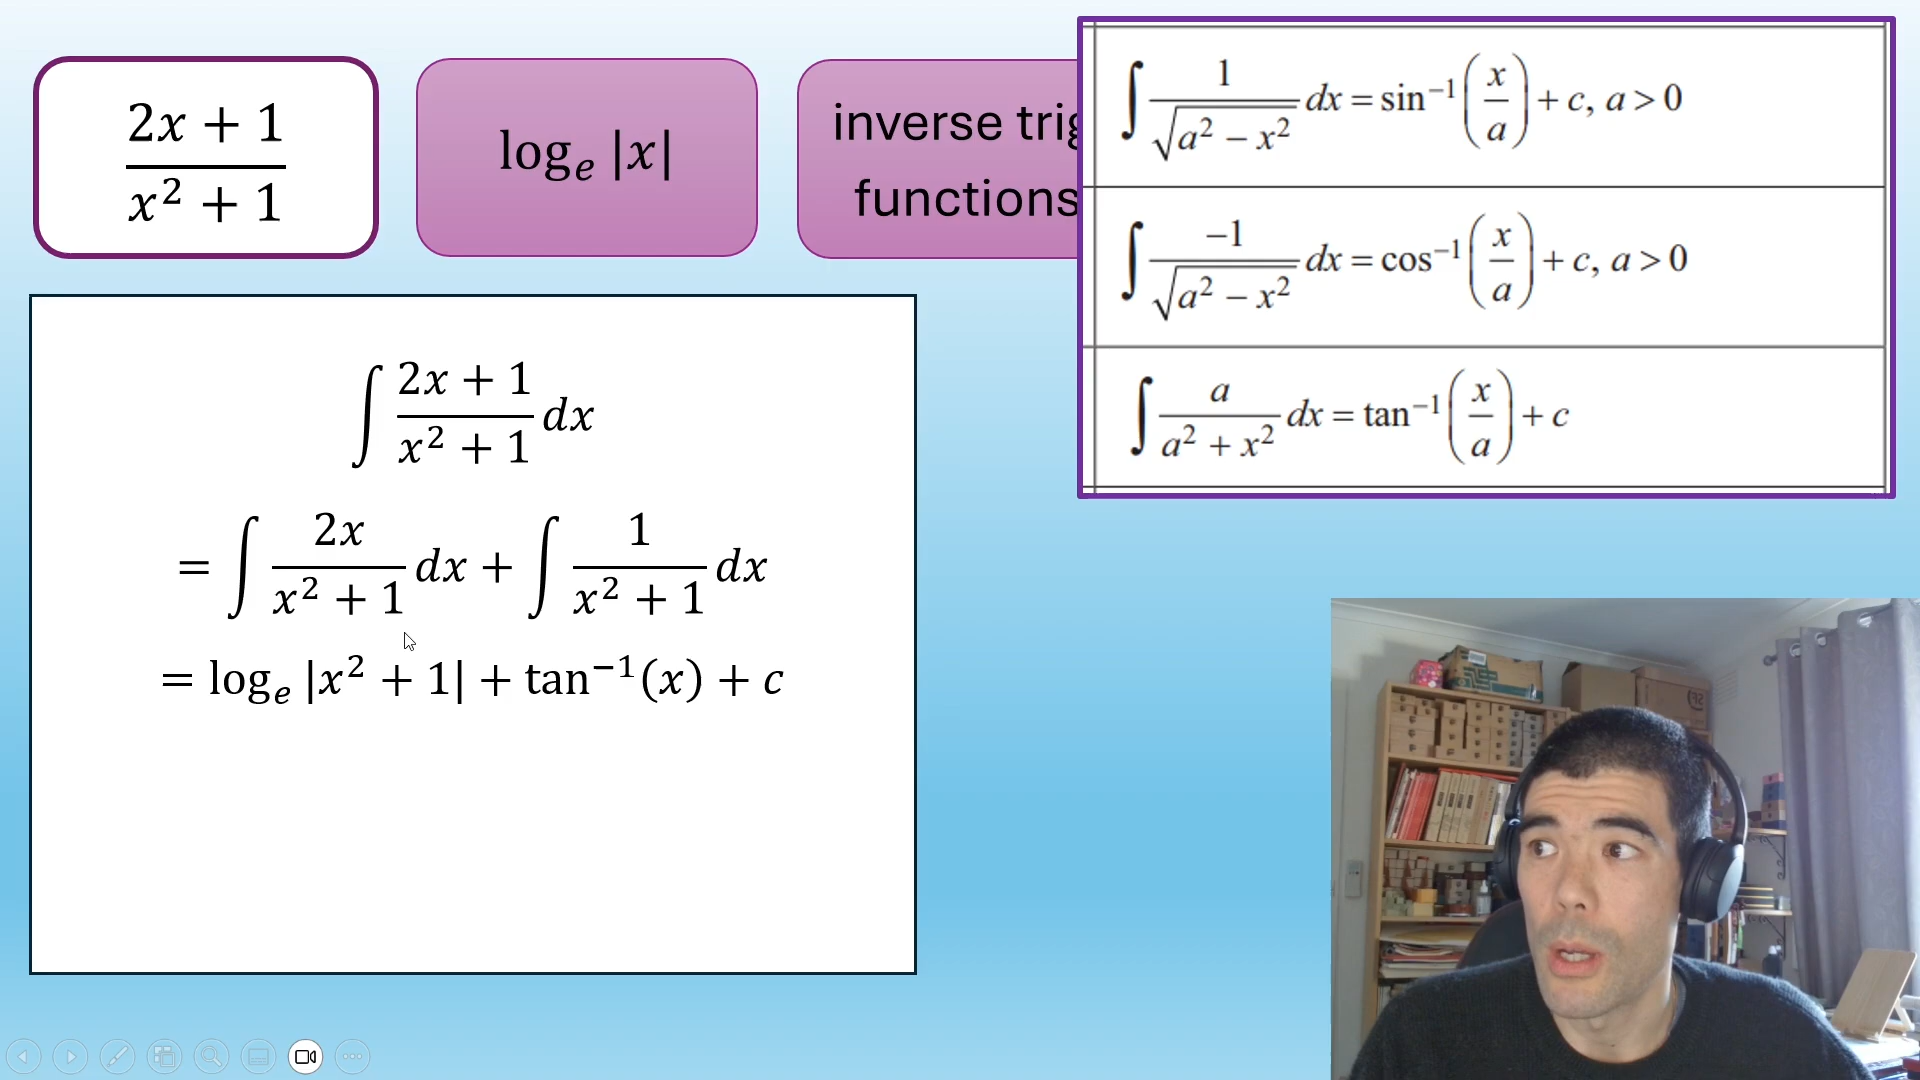 (2x + 1)/(x² + 1)
logₑ |x|
inverse trig
functions
∫ 1/√(a² − x²) dx = sin⁻¹(x/a) + c, a > 0
∫ −1/√(a² − x²) dx = cos⁻¹(x/a) + c, a > 0
∫ a/(a² + x²) dx = tan⁻¹(x/a) + c
∫ (2x + 1)/(x² + 1) dx
= ∫ 2x/(x² + 1) dx + ∫ 1/(x² + 1) dx
= logₑ |x² + 1| + tan⁻¹(x) + c